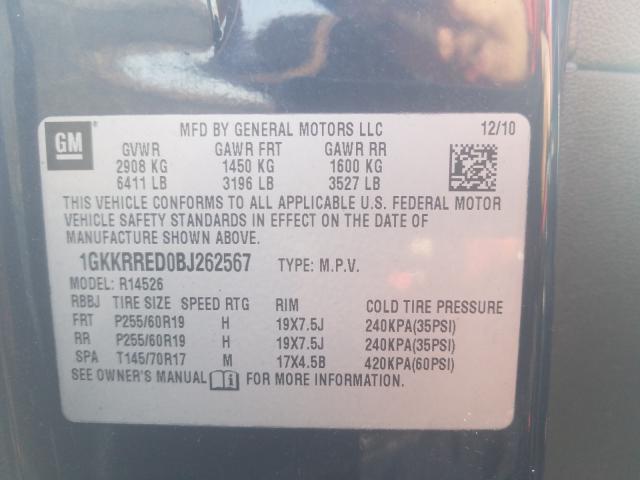 GM
MFD BY GENERAL MOTORS LLC 12/10
GVWR GAWR FRT GAWR RR
2908 KG 1450 KG 1600 KG
6411 LB 3196 LB 3527 LB
THIS VEHICLE CONFORMS TO ALL APPLICABLE U.S. FEDERAL MOTOR
VEHICLE SAFETY STANDARDS IN EFFECT ON THE DATE OF
MANUFACTURE SHOWN ABOVE.
1GKKRRED0BJ262567 TYPE: M.P.V.
MODEL: R14526
RBBJ TIRE SIZE SPEED RTG RIM COLD TIRE PRESSURE
FRT P255/60R19 H 19X7.5J 240KPA(35PSI)
RR P255/60R19 H 19X7.5J 240KPA(35PSI)
SPA T145/70R17 M 17X4.5B 420KPA(60PSI)
SEE OWNER'S MANUAL FOR MORE INFORMATION.